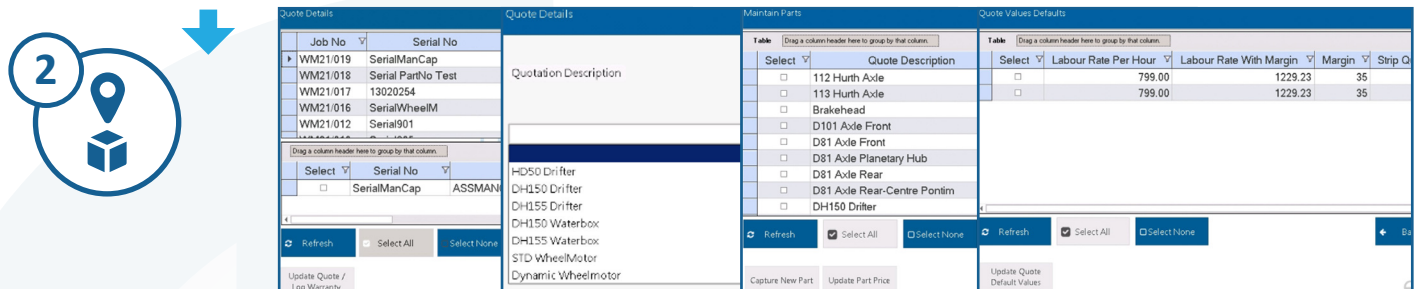 2
Quote Details
Job No Serial No
WM21/019 SerialManCap
WM21/018 Serial PartNo Test
WM21/017 13020254
WM21/016 SerialWheelM
WM21/012 Serial901
Drag a column header here to group by that column.
Select Serial No
SerialManCap
Refresh Select All Select None
Update Quote /
Log Warranty
Quote Details
Quotation Description
HD50 Drifter
DH150 Drifter
DH155 Drifter
DH150 Waterbox
DH155 Waterbox
STD WheelMotor
Dynamic Wheelmotor
Maintain Parts
Table Drag a column header here to group by that column.
Select Quote Description
112 Hurth Axle
113 Hurth Axle
Brakehead
D101 Axle Front
D81 Axle Front
D81 Axle Planetary Hub
D81 Axle Rear
D81 Axle Rear-Centre Pontim
DH150 Drifter
Refresh Select All Select None
Capture New Part Update Part Price
Quote Values Defaults
Table Drag a column header here to group by that column.
Select Labour Rate Per Hour Labour Rate With Margin Margin Strip
799.00 1229.23 35
799.00 1229.23 35
Refresh Select All Select None
Update Quote
Default Values